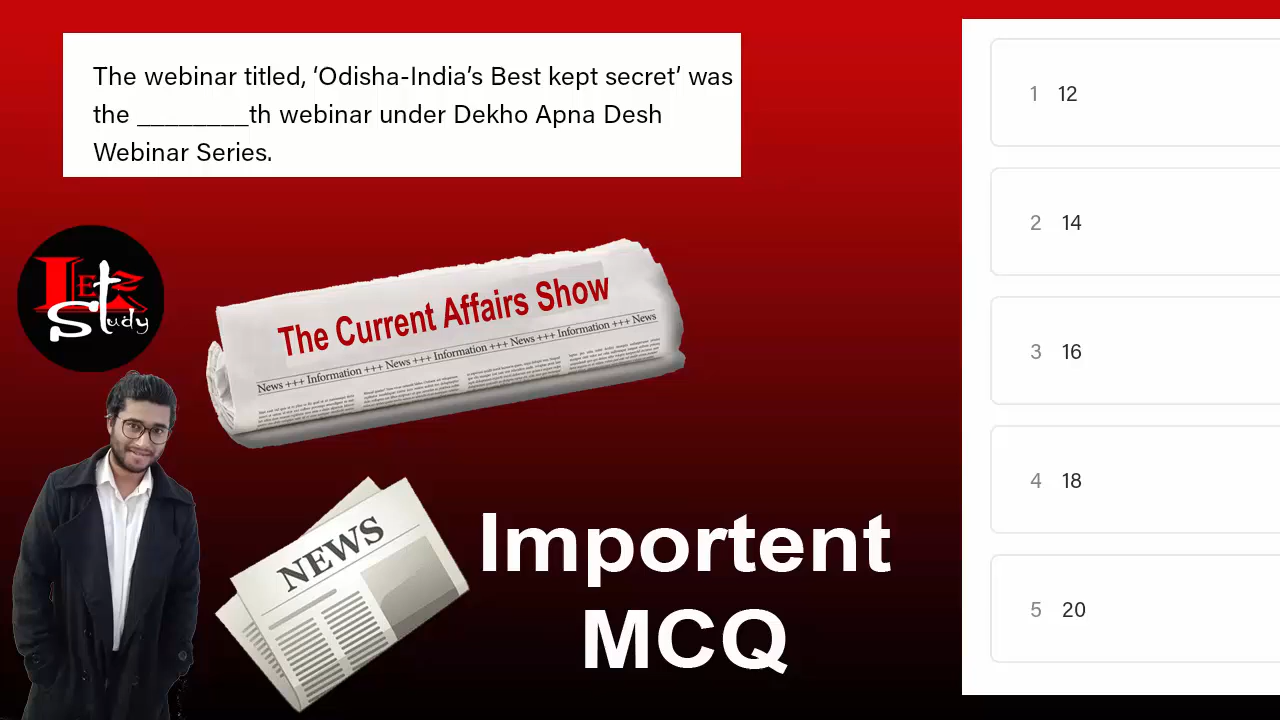 The webinar titled, ‘Odisha-India’s Best kept secret’ was
the ________th webinar under Dekho Apna Desh
Webinar Series.
1 12
2 14
3 16
4 18
5 20
LEtz
Study
The Current Affairs Show
News +++ Information +++ News +++ Information +++ News +++ Information +++ News
NEWS
Importent
MCQ